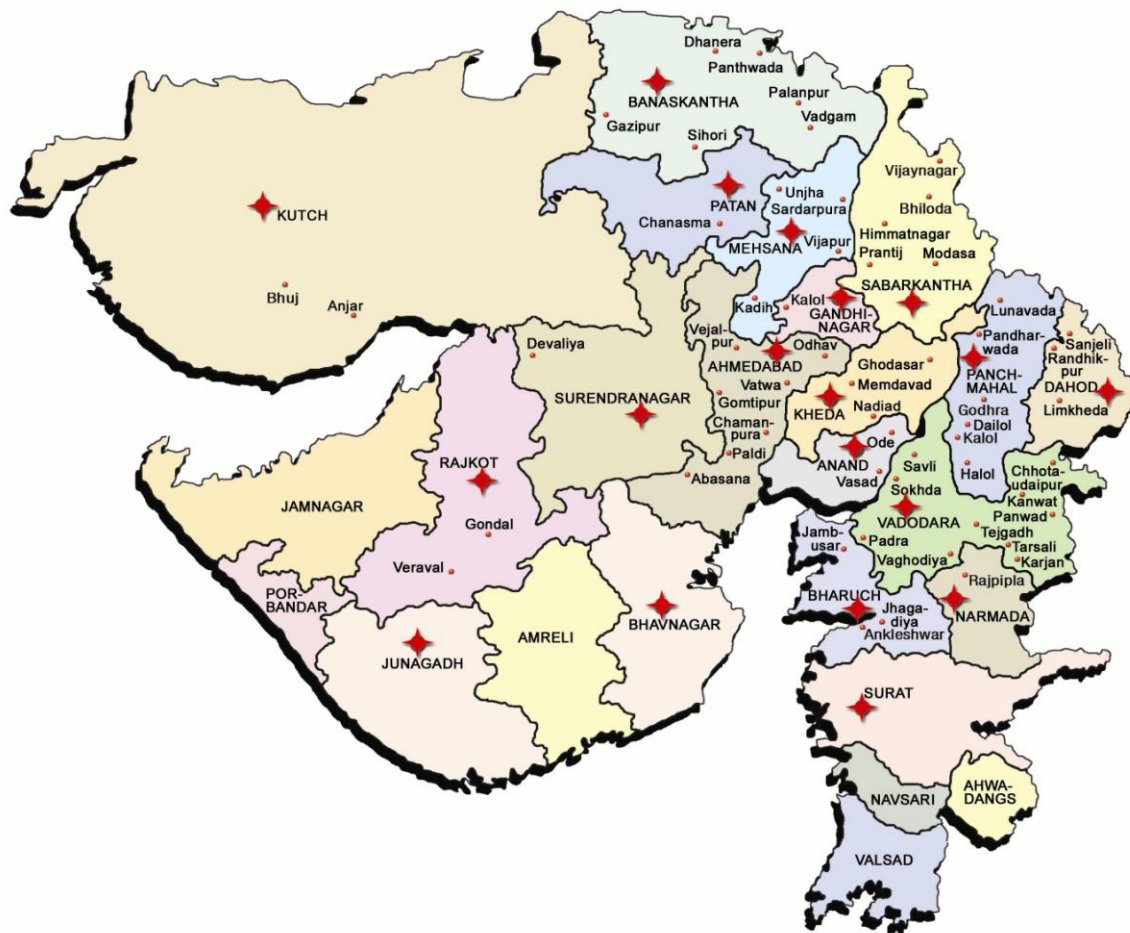 Dhanera
Panthwada
BANASKANTHA
Palanpur
Gazipur
Vadgam
Sihori
Vijaynagar
Unjha
PATAN
Sardarpura
Bhiloda
KUTCH
Chanasma
Himmatnagar
MEHSANA
Vijapur
Prantij
Modasa
Bhuj
SABARKANTHA
Anjar
Kadih
Kalol
GANDHI-
NAGAR
Lunavada
Vejal-
pur
Odhav
Pandhar-
wada
Sanjeli
Devaliya
AHMEDABAD
Ghodasar
Randhik-
pur
PANCH-
MAHAL
Vatwa
Memdavad
DAHOD
SURENDRANAGAR
Gomtipur
KHEDA
Nadiad
Godhra
Limkheda
Chaman-
pura
Dailol
Ode
Kalol
Paldi
ANAND
Savli
RAJKOT
Abasana
Vasad
Sokhda
Halol
Chhota-
udaipur
JAMNAGAR
Kanwat
Panwad
VADODARA
Gondal
Jamb-
usar
Padra
Tejgadh
Tarsali
Vaghodiya
Karjan
Veraval
Rajpipla
POR-
BANDAR
BHARUCH
Jhaga-
diya
NARMADA
AMRELI
BHAVNAGAR
Ankleshwar
JUNAGADH
SURAT
NAVSARI
AHWA-
DANGS
VALSAD